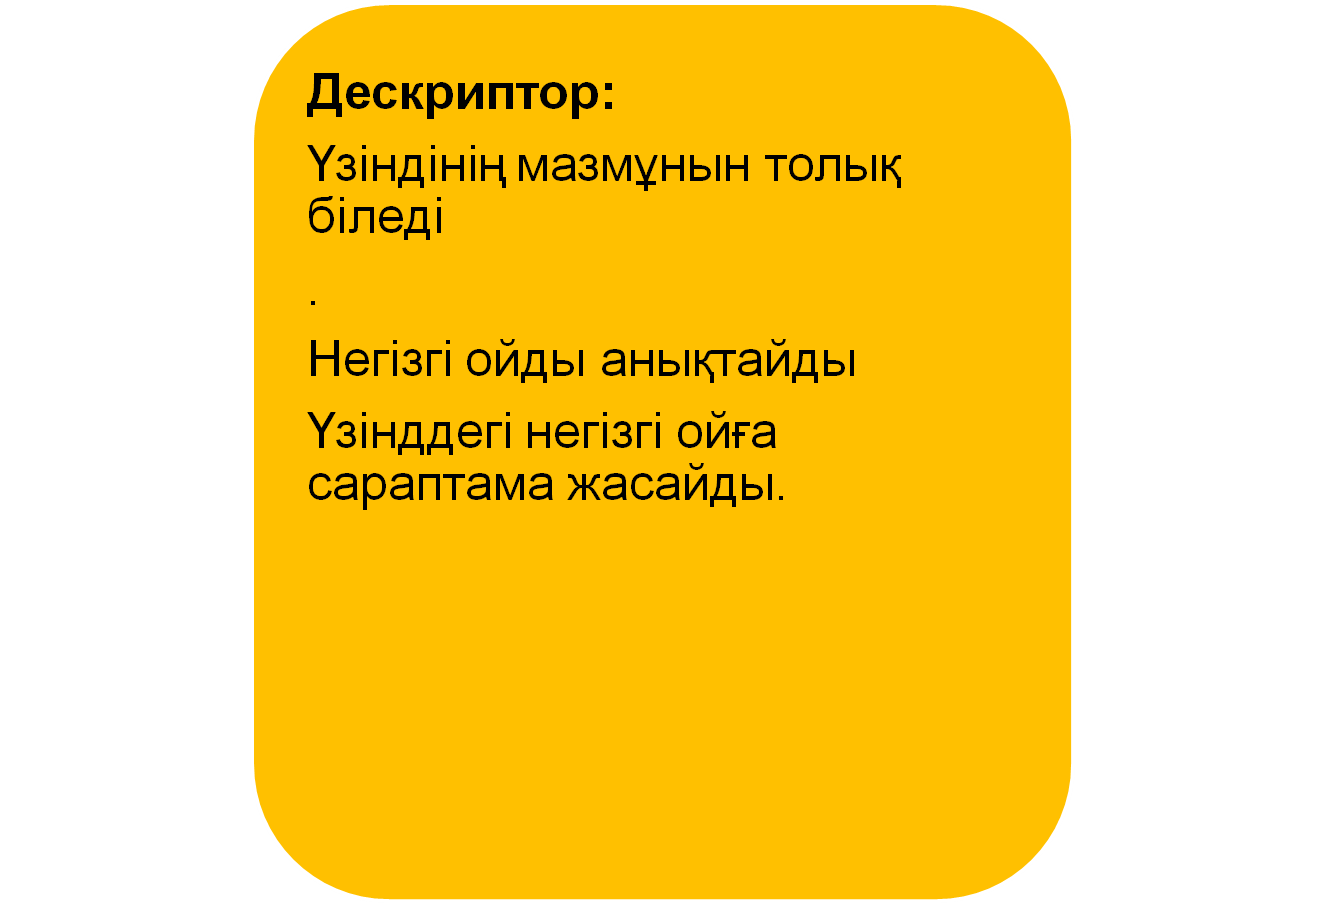 Дескриптор:
Үзіндінің мазмұнын толық
біледі
.
Негізгі ойды анықтайды
Үзінддегі негізгі ойға
сараптама жасайды.